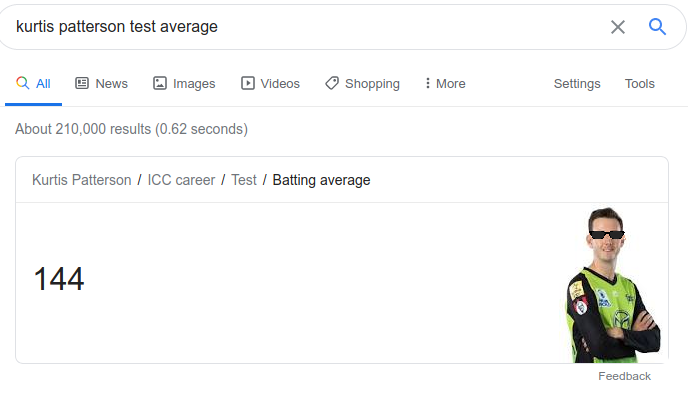 kurtis patterson test average
All News Images Videos Shopping More Settings Tools
About 210,000 results (0.62 seconds)
Kurtis Patterson / ICC career / Test / Batting average
144
Feedback